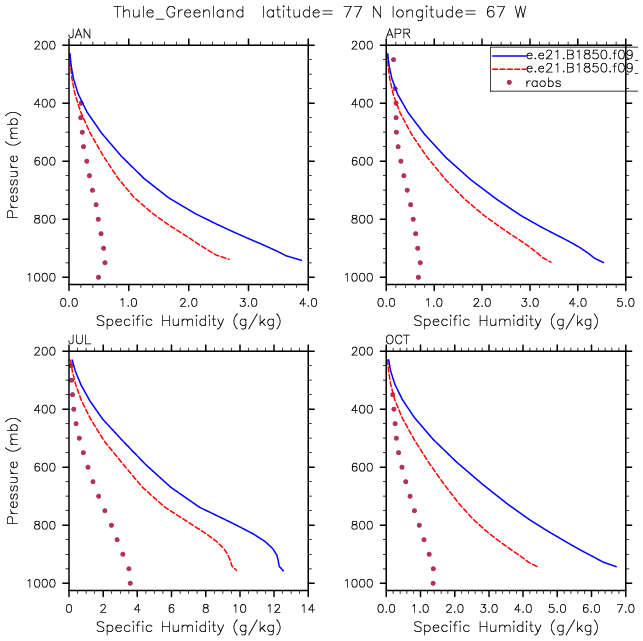 Thule_Greenland latitude= 77 N longitude= 67 W
JAN
200
400
600
800
1000
Pressure (mb)
0.0 1.0 2.0 3.0 4.0
Specific Humidity (g/kg)
APR
e.e21.B1850.f09_
e.e21.B1850.f09_
raobs
200
400
600
800
1000
0.0 1.0 2.0 3.0 4.0 5.0
Specific Humidity (g/kg)
JUL
200
400
600
800
1000
Pressure (mb)
0 2 4 6 8 10 12 14
Specific Humidity (g/kg)
OCT
200
400
600
800
1000
0.0 1.0 2.0 3.0 4.0 5.0 6.0 7.0
Specific Humidity (g/kg)